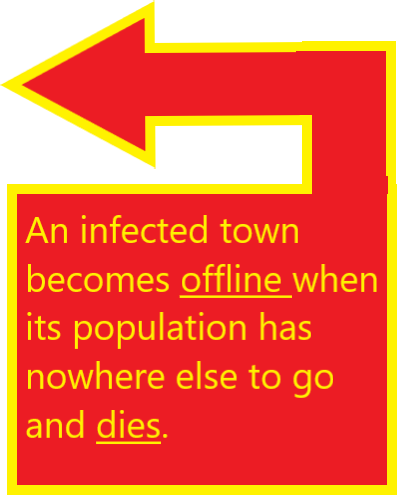 An infected town
becomes offline when
its population has
nowhere else to go
and dies.